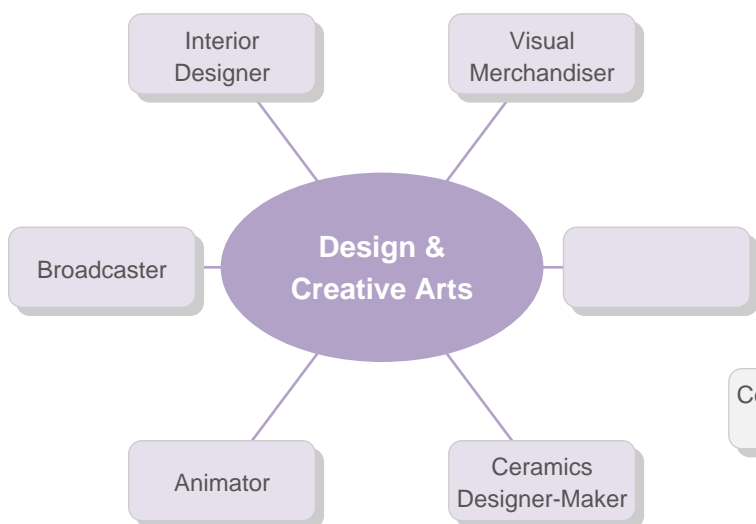 Interior
Designer
Visual
Merchandiser
Design &
Creative Arts
Broadcaster
Animator
Ceramics
Designer-Maker